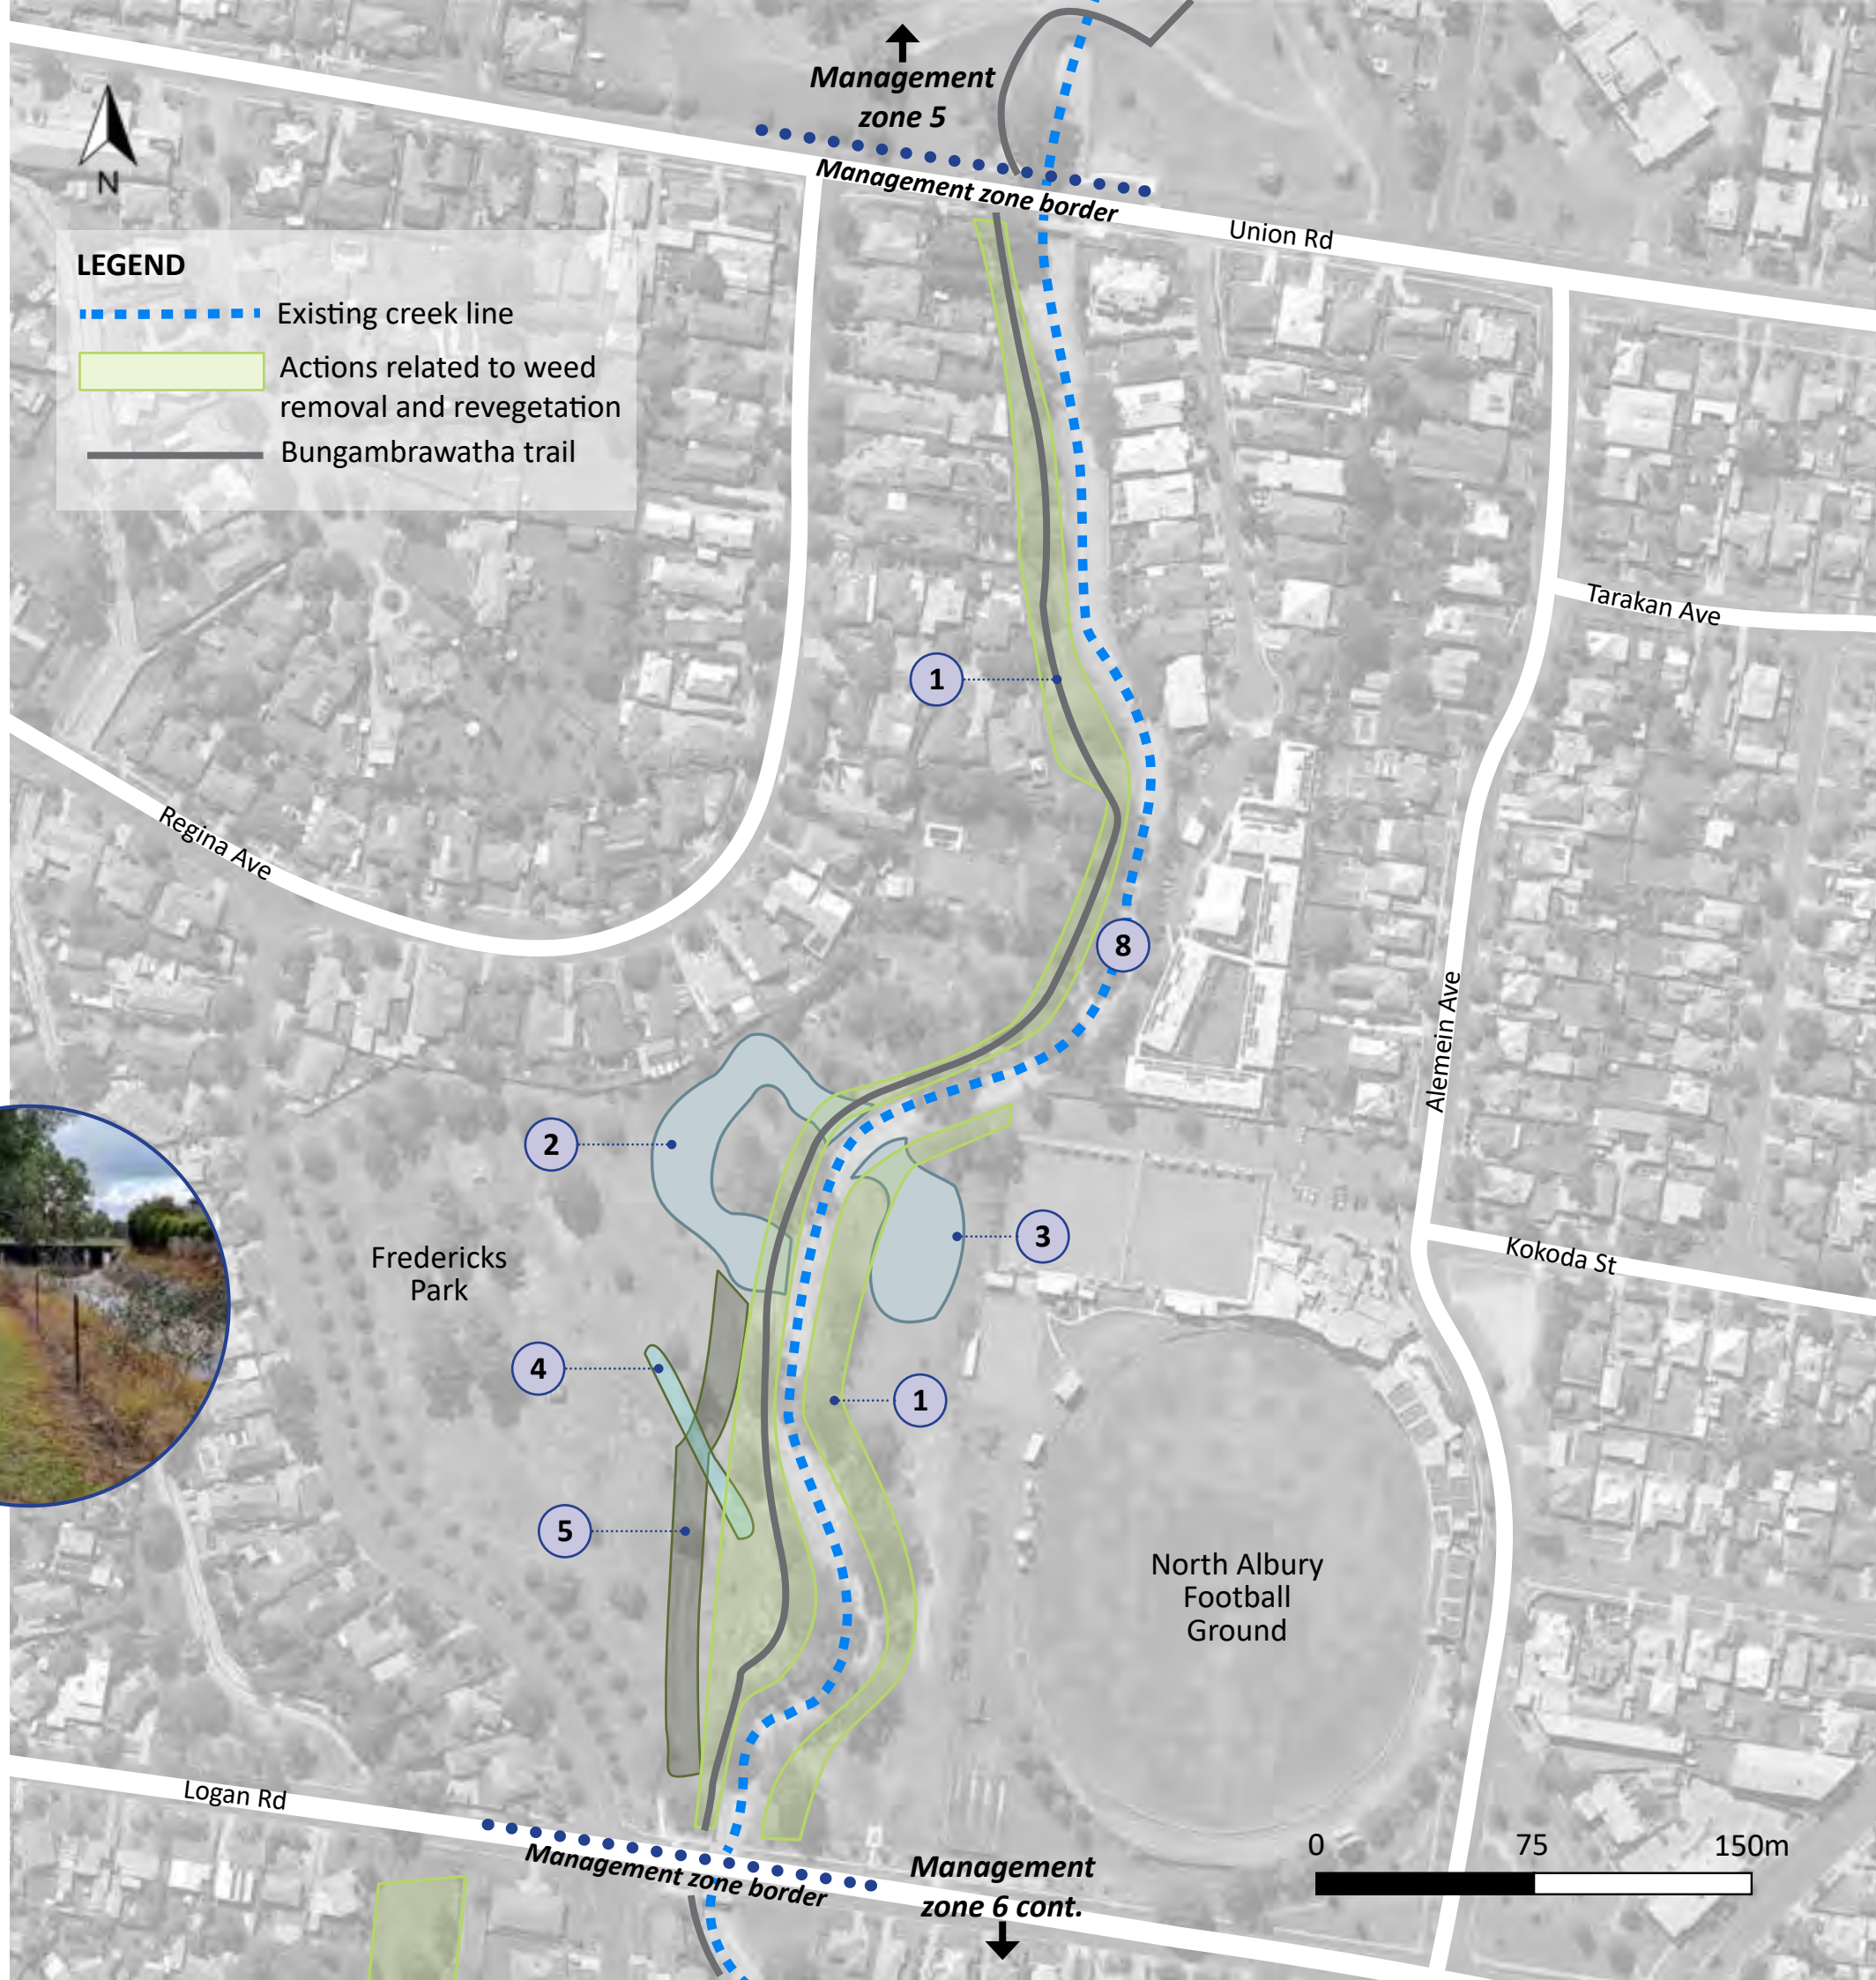 Management
zone 5
Management zone border
Union Rd
N
LEGEND
Existing creek line
Actions related to weed
removal and revegetation
Bungambrawatha trail
Tarakan Ave
1
Regina Ave
8
Alemein Ave
2
3
Kokoda St
Fredericks
Park
4
1
5
North Albury
Football
Ground
Logan Rd
0 75 150m
Management zone border
Management
zone 6 cont.